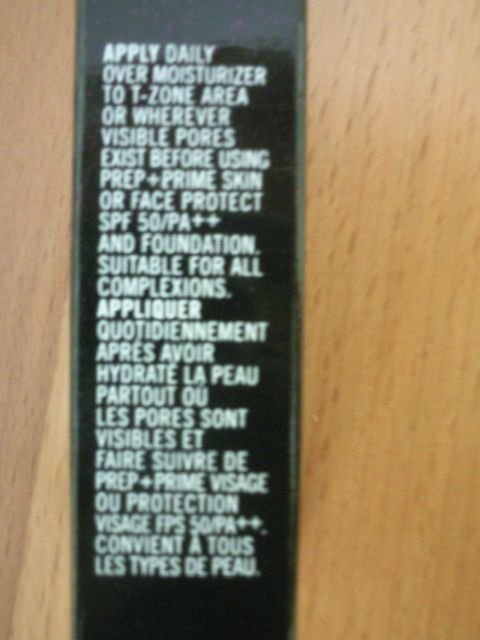 APPLY DAILY
OVER MOISTURIZER
TO T-ZONE AREA
OR WHEREVER
VISIBLE PORES
EXIST BEFORE USING
PREP+PRIME SKIN
OR FACE PROTECT
SPF 50/PA++
AND FOUNDATION.
SUITABLE FOR ALL
COMPLEXIONS.
APPLIQUER
QUOTIDIENNEMENT
APRÈS AVOIR
HYDRATÉ LA PEAU
PARTOUT OÙ
LES PORES SONT
VISIBLES ET
FAIRE SUIVRE DE
PREP+PRIME VISAGE
OU PROTECTION
VISAGE FPS 50/PA++.
CONVIENT À TOUS
LES TYPES DE PEAU.